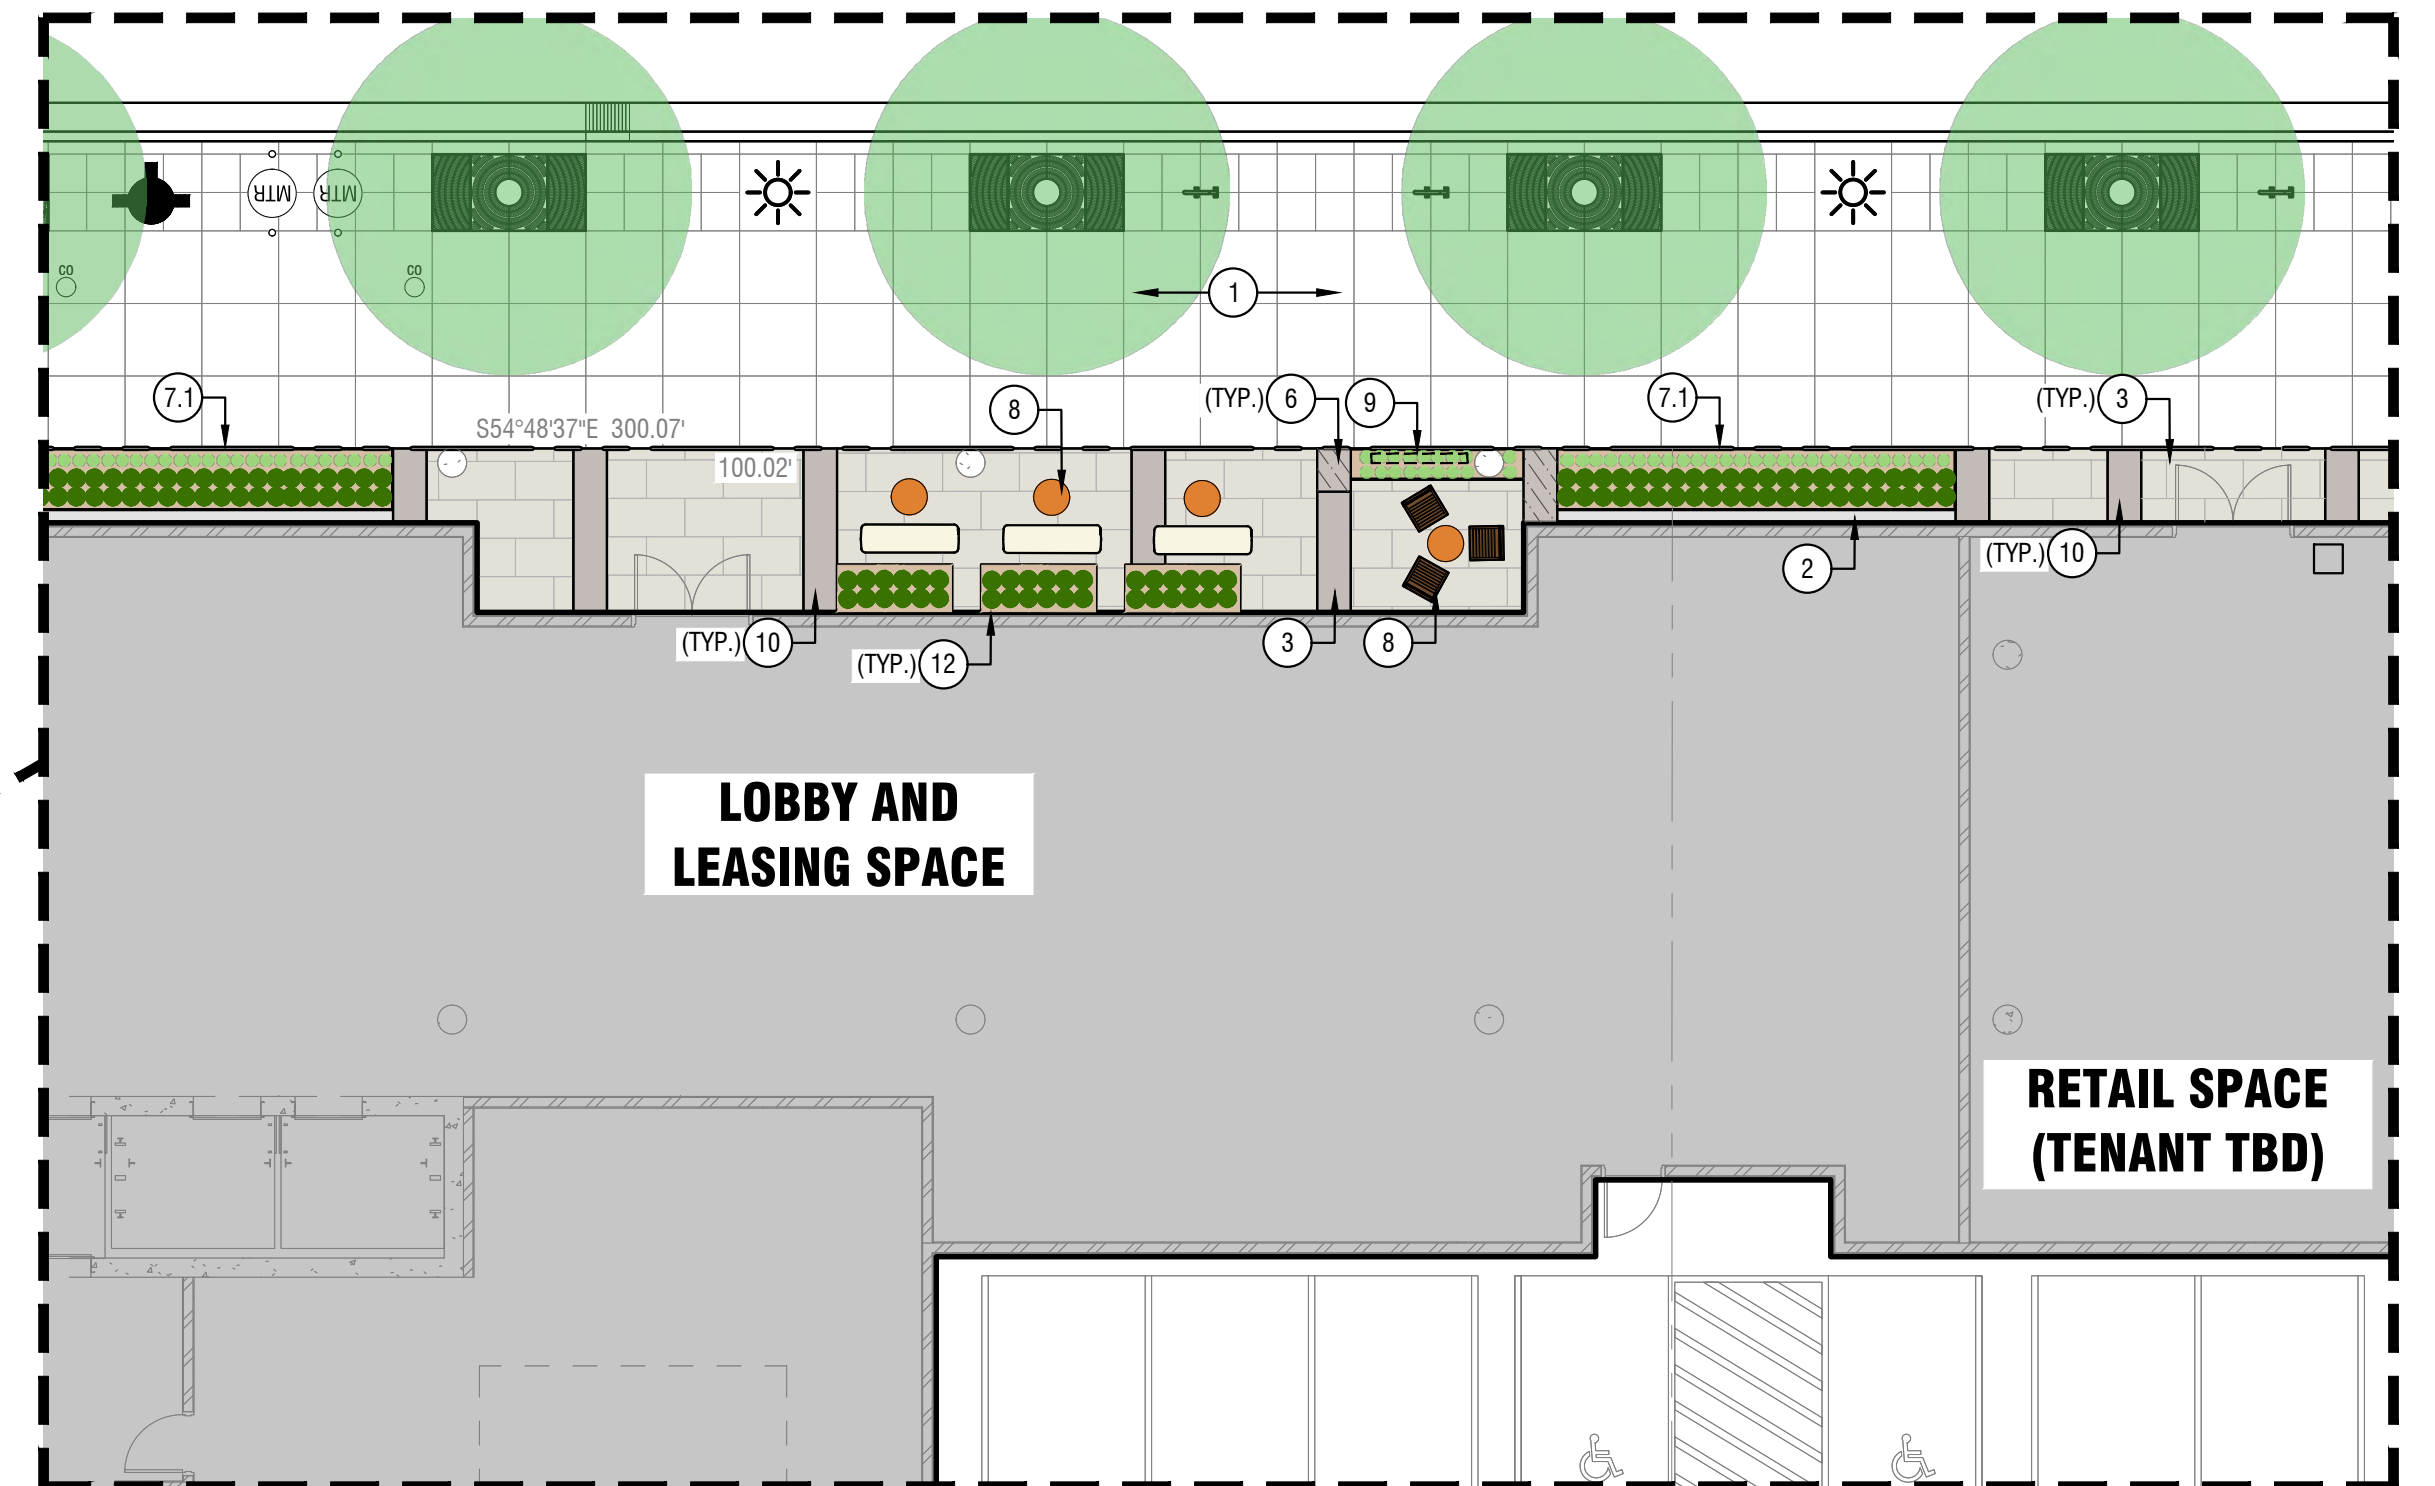 MTR
MTR
CO
CO
1
7.1
8
(TYP.) 6
9
7.1
(TYP.) 3
S54°48'37"E 300.07'
100.02'
(TYP.) 10
(TYP.) 12
3
8
2
(TYP.) 10
LOBBY AND
LEASING SPACE
RETAIL SPACE
(TENANT TBD)